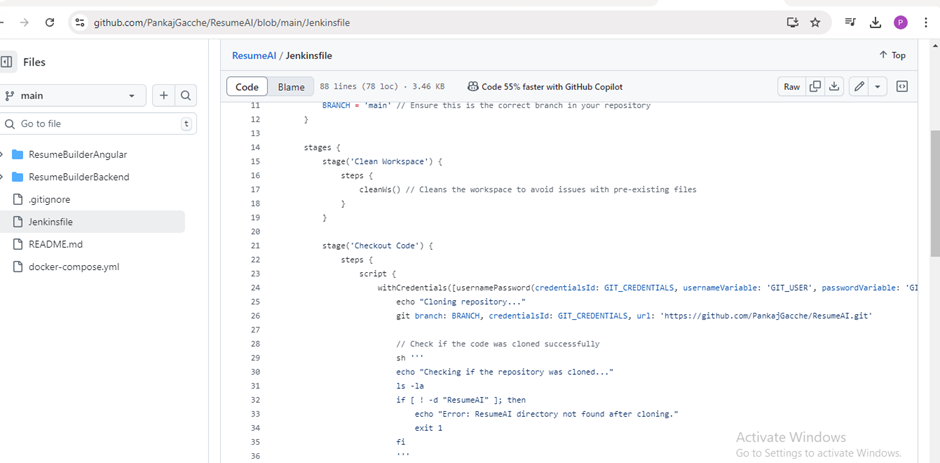 github.com/PankajGacche/ResumeAI/blob/main/Jenkinsfile
P
Files
main
Go to file
t
ResumeBuilderAngular
ResumeBuilderBackend
.gitignore
Jenkinsfile
README.md
docker-compose.yml
ResumeAI / Jenkinsfile
Top
Code
Blame
88 lines (78 loc) · 3.46 KB
Code 55% faster with GitHub Copilot
Raw
11 BRANCH = 'main' // Ensure this is the correct branch in your repository
12 }
13
14 stages {
15 stage('Clean Workspace') {
16 steps {
17 cleanWs() // Cleans the workspace to avoid issues with pre-existing files
18 }
19 }
20
21 stage('Checkout Code') {
22 steps {
23 script {
24 withCredentials([usernamePassword(credentialsId: GIT_CREDENTIALS, usernameVariable: 'GIT_USER', passwordVariable: 'GI
25 echo "Cloning repository..."
26 git branch: BRANCH, credentialsId: GIT_CREDENTIALS, url: 'https://github.com/PankajGacche/ResumeAI.git'
27
28 // Check if the code was cloned successfully
29 sh '''
30 echo "Checking if the repository was cloned..."
31 ls -la
32 if [ ! -d "ResumeAI" ]; then
33 echo "Error: ResumeAI directory not found after cloning."
34 exit 1
35 fi
36 '''
Activate Windows
Go to Settings to activate Windows.